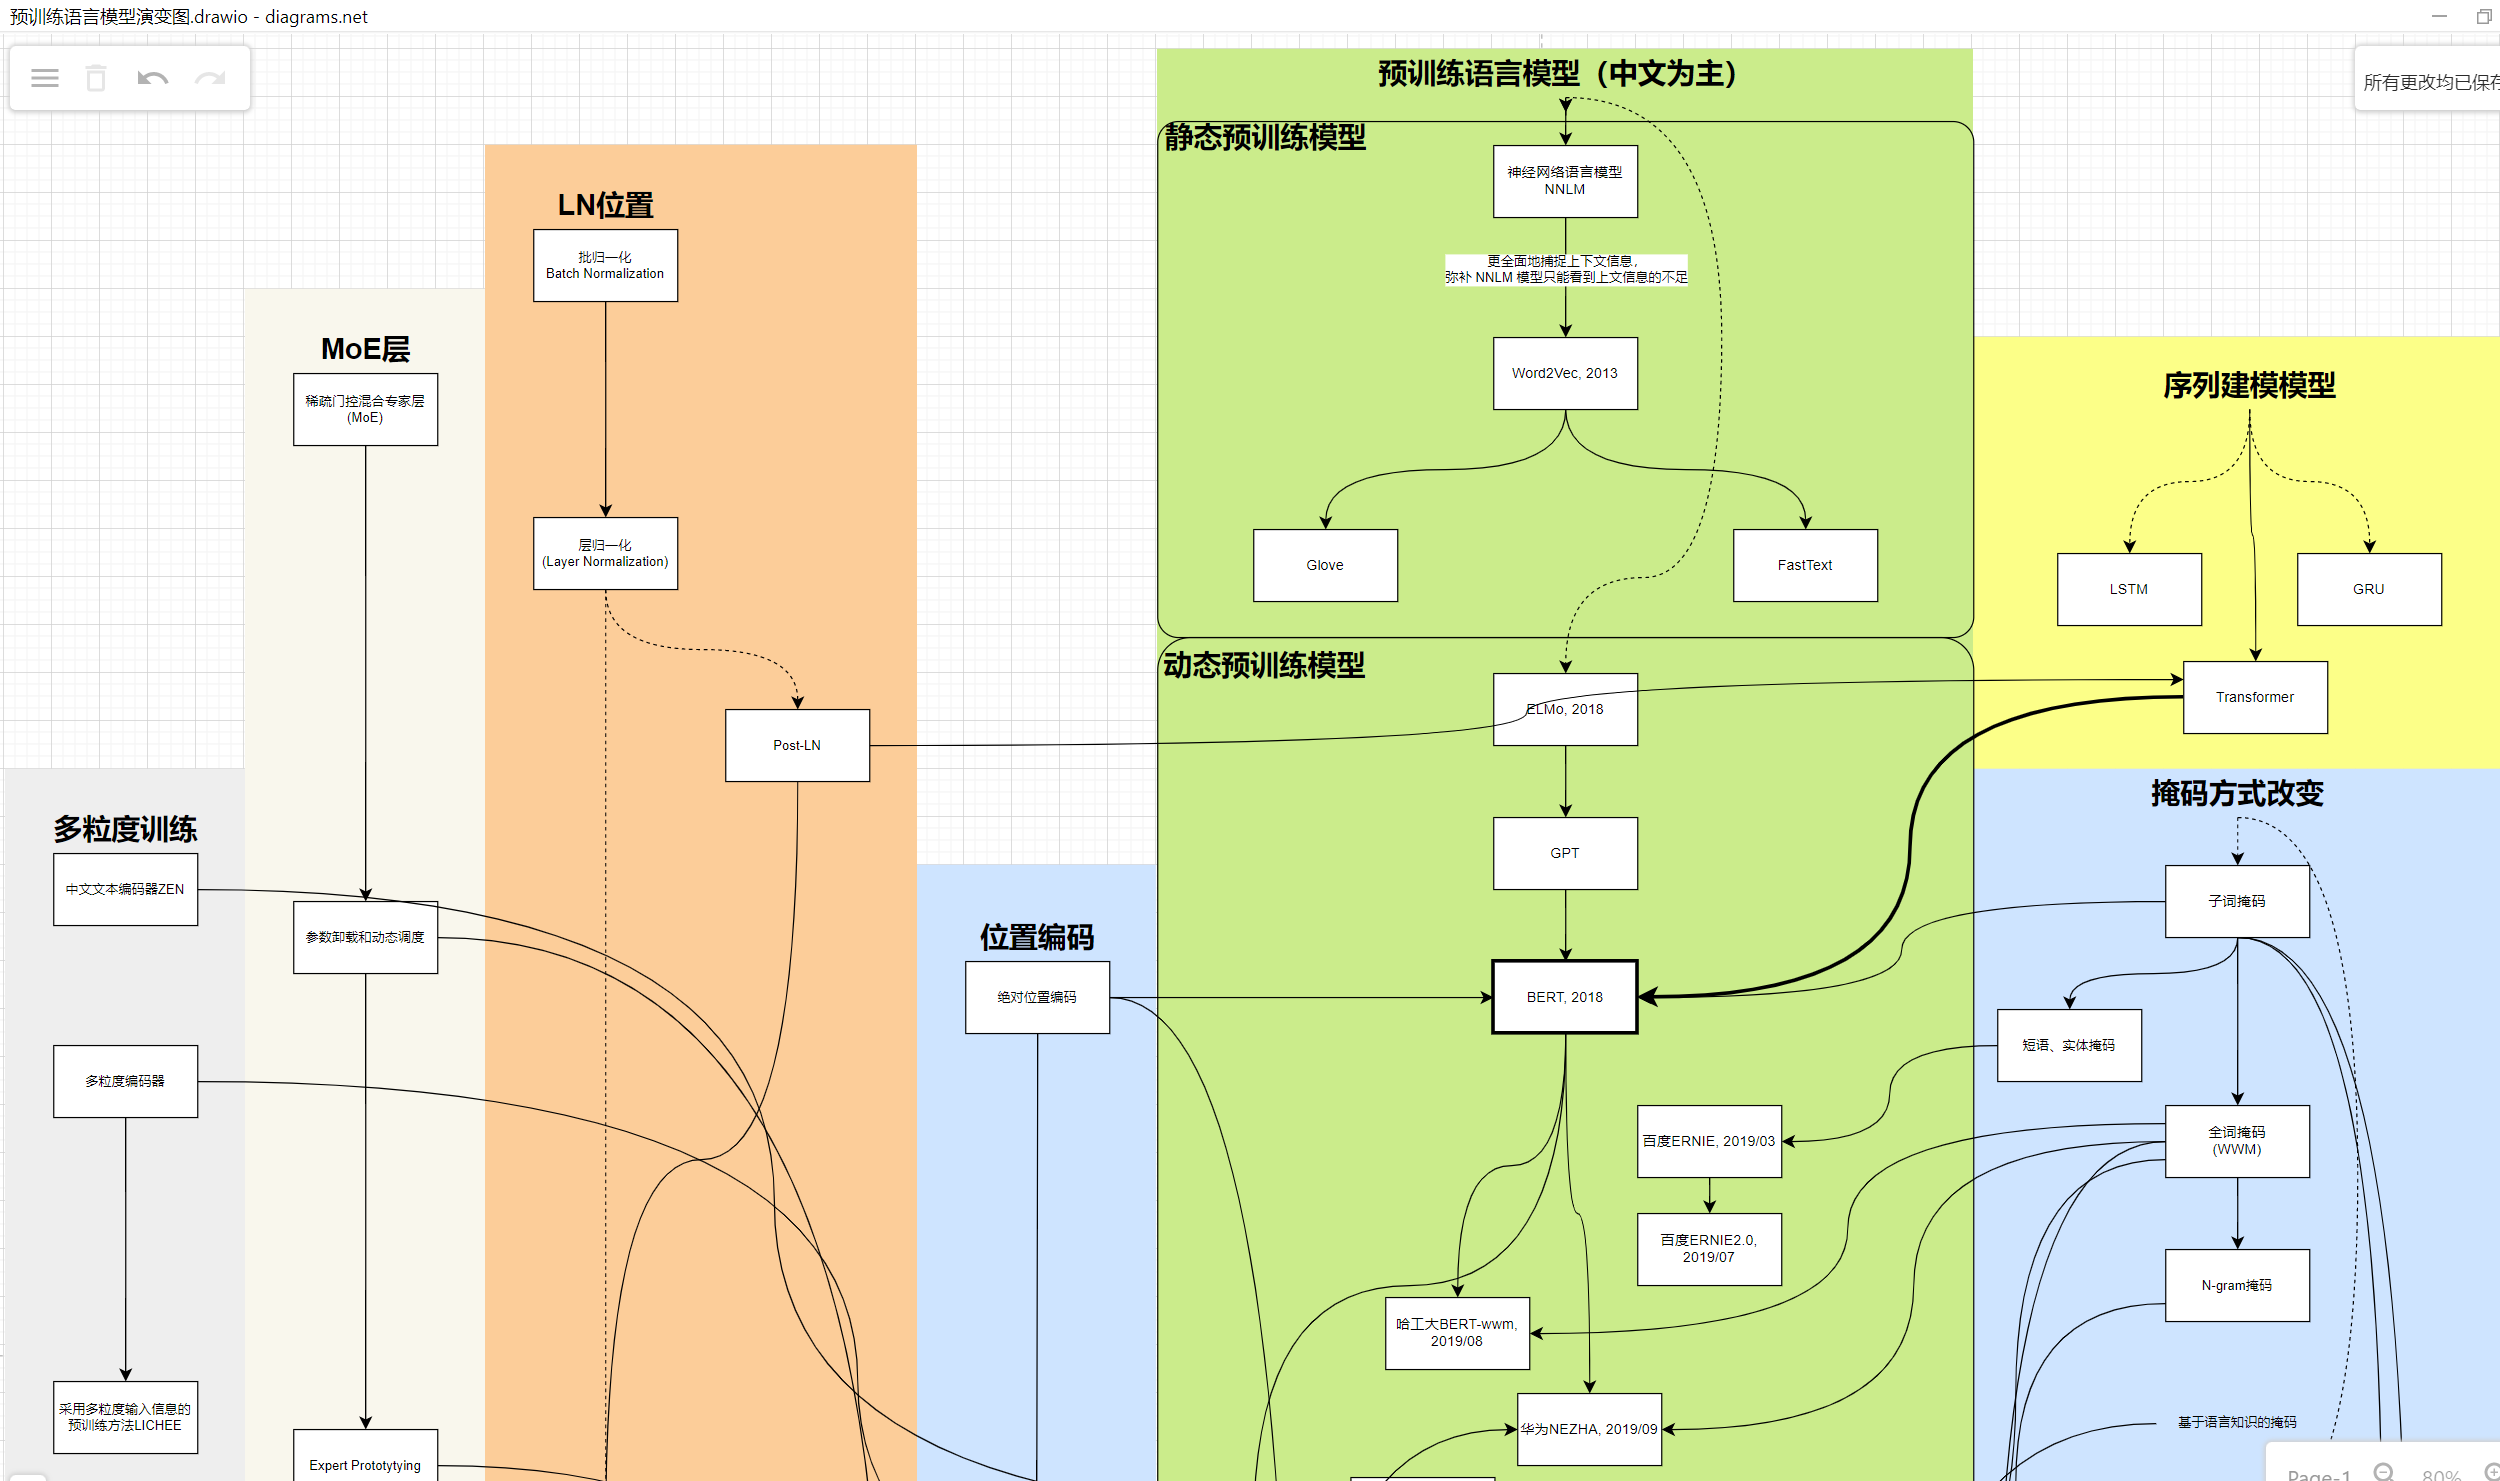 预训练语言模型演变图.drawio - diagrams.net
所有更改均已保存
预训练语言模型（中文为主）
静态预训练模型
神经网络语言模型
NNLM
更全面地捕捉上下文信息，
弥补 NNLM 模型只能看到上文信息的不足
Word2Vec, 2013
Glove
FastText
动态预训练模型
ELMo, 2018
GPT
BERT, 2018
百度ERNIE, 2019/03
百度ERNIE2.0,
2019/07
哈工大BERT-wwm,
2019/08
华为NEZHA, 2019/09
LN位置
批归一化
Batch Normalization
层归一化
(Layer Normalization)
Post-LN
MoE层
稀疏门控混合专家层
(MoE)
参数卸载和动态调度
Expert Prototytying
多粒度训练
中文文本编码器ZEN
多粒度编码器
采用多粒度输入信息的
预训练方法LICHEE
位置编码
绝对位置编码
序列建模模型
LSTM
GRU
Transformer
掩码方式改变
子词掩码
短语、实体掩码
全词掩码
(WWM)
N-gram掩码
基于语言知识的掩码
Page-1
80%